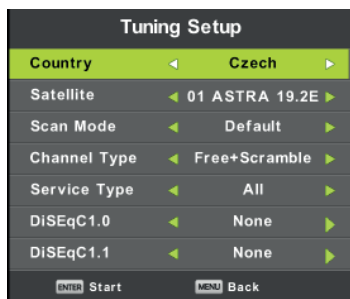 Tuning Setup
Country Czech
Satellite 01 ASTRA 19.2E
Scan Mode Default
Channel Type Free+Scramble
Service Type All
DiSEqC1.0 None
DiSEqC1.1 None
ENTER Start MENU Back